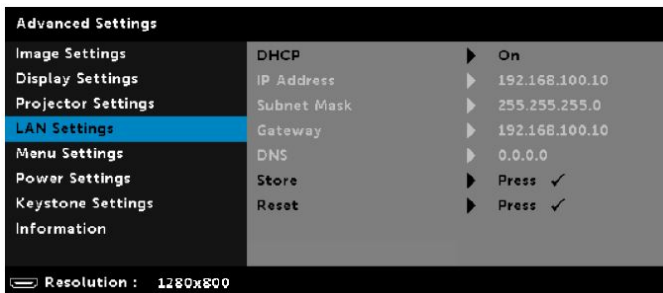 Advanced Settings
Image Settings
Display Settings
Projector Settings
LAN Settings
Menu Settings
Power Settings
Keystone Settings
Information
DHCP On
IP Address 192.168.100.10
Subnet Mask 255.255.255.0
Gateway 192.168.100.10
DNS 0.0.0.0
Store Press ✓
Reset Press ✓
Resolution : 1280x800